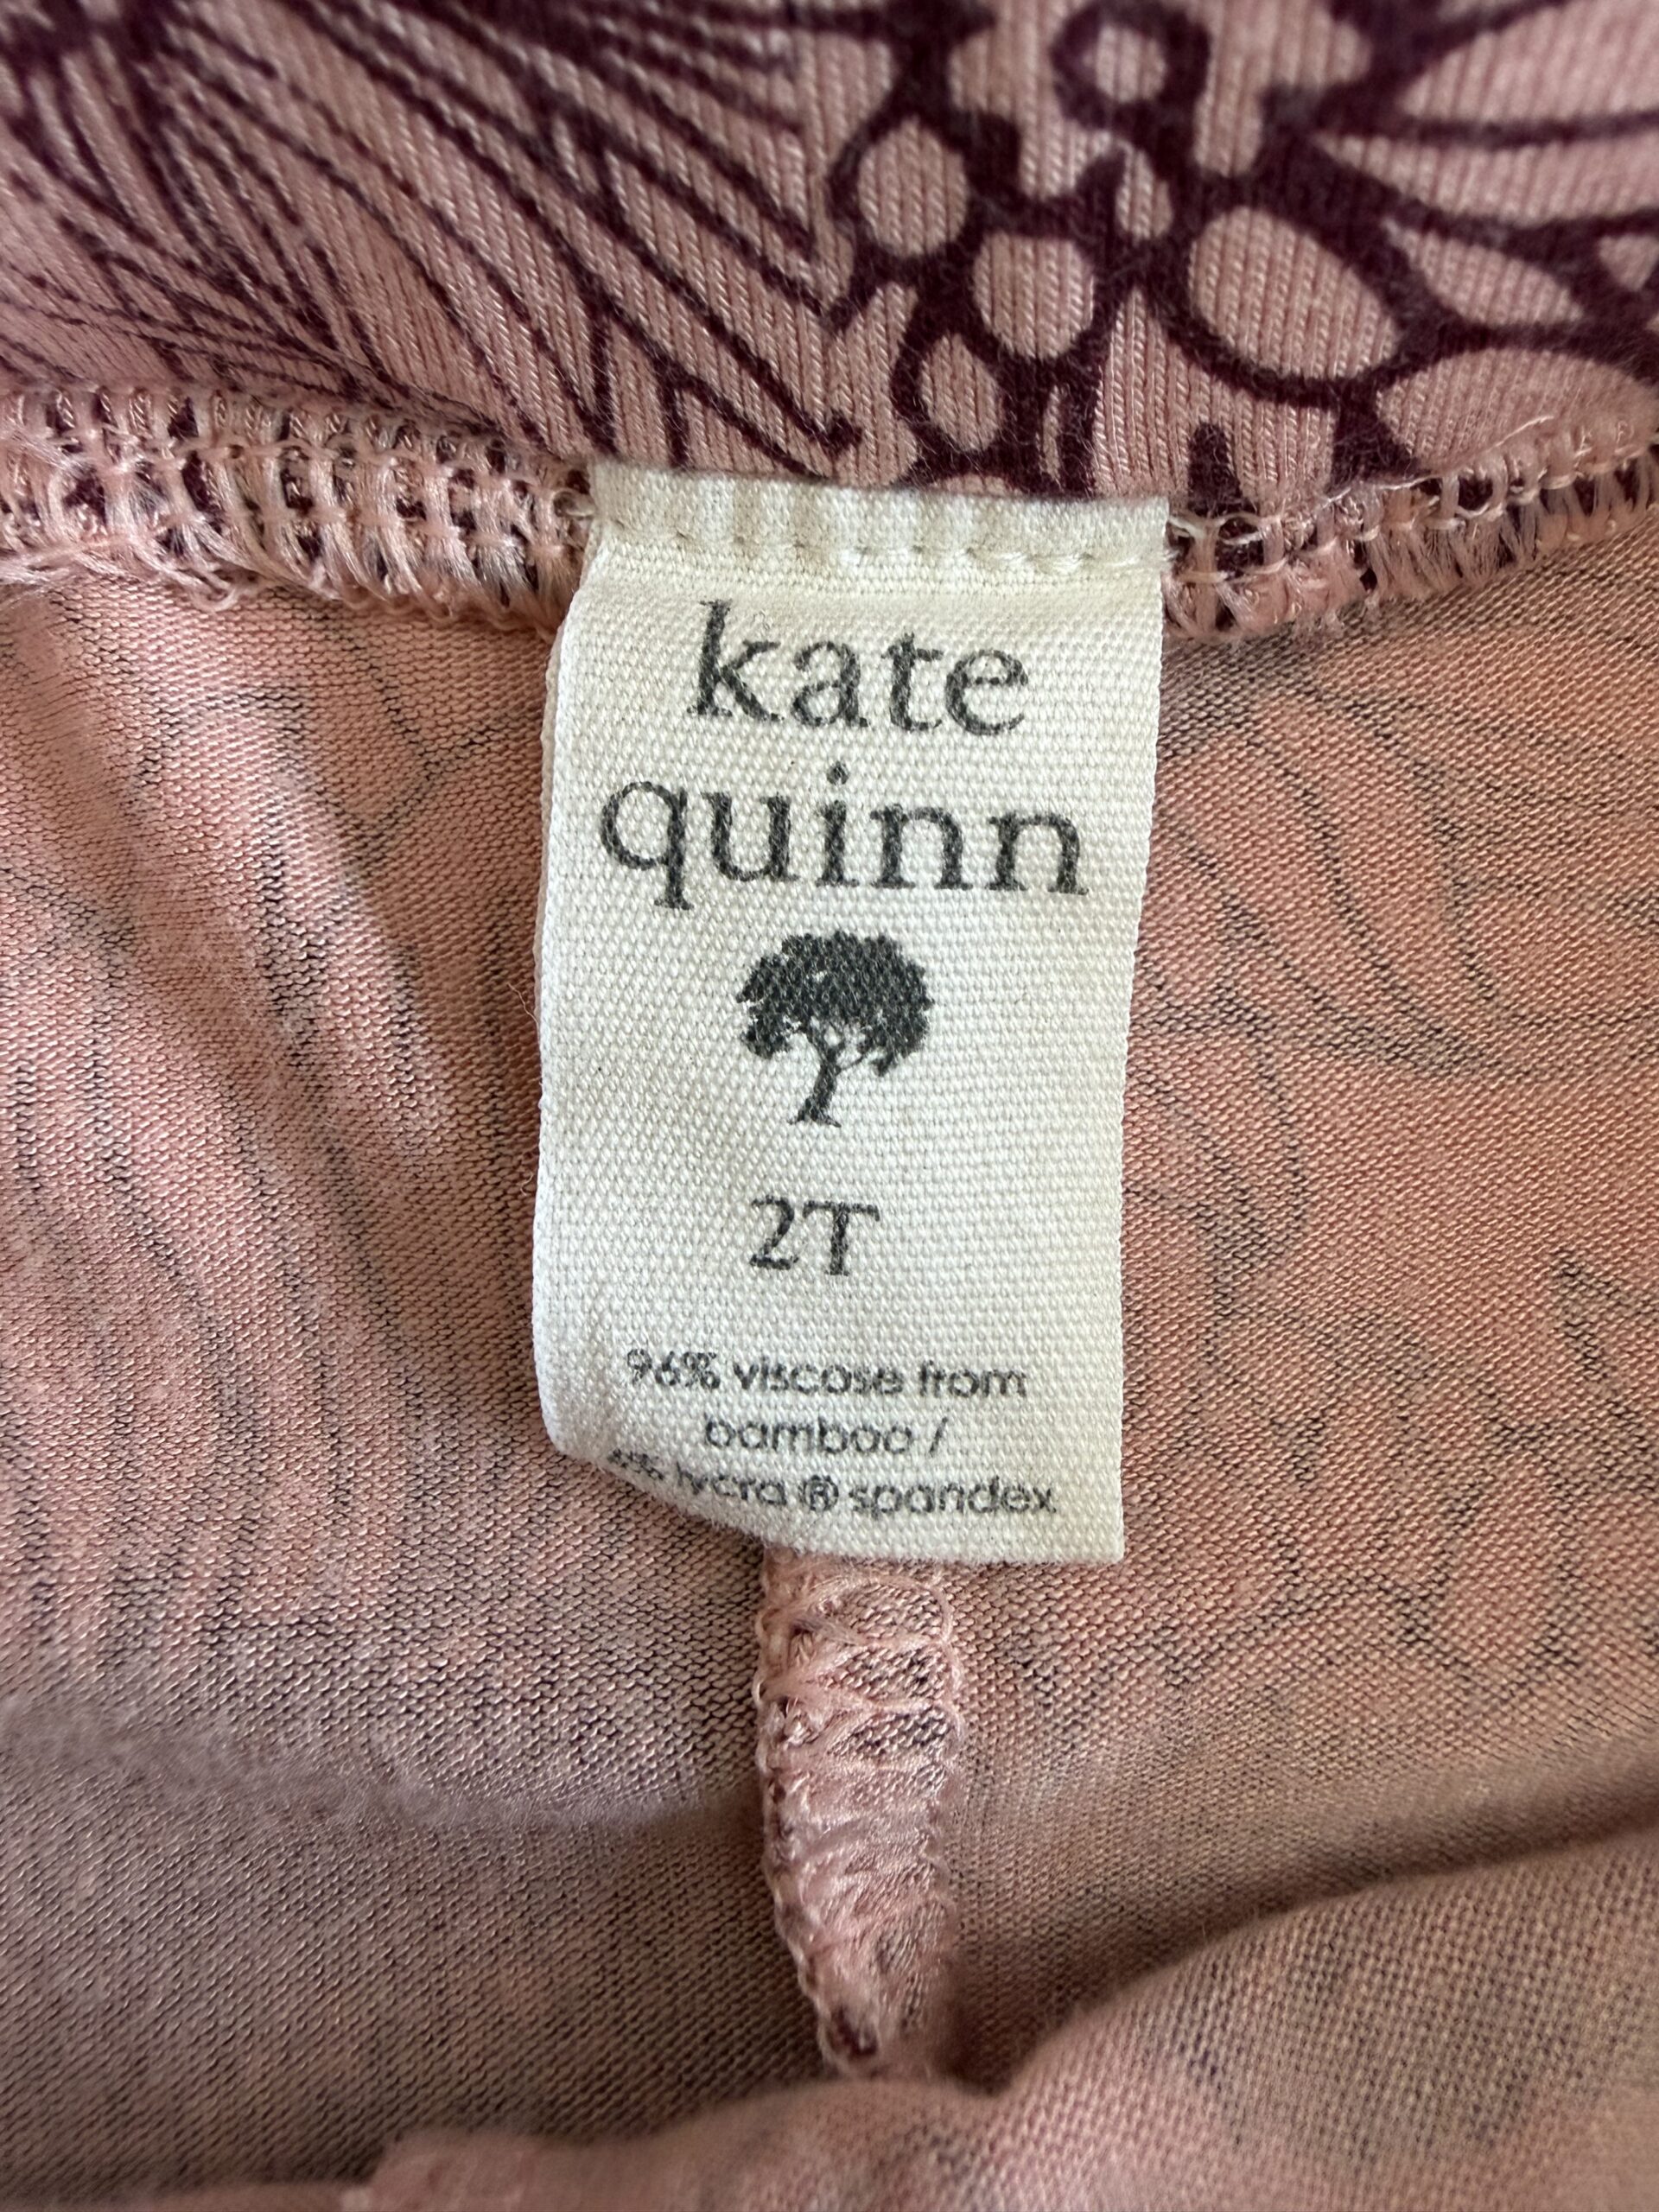 kate
quinn
2T
96% viscose from
bamboo /
lycra ® spandex